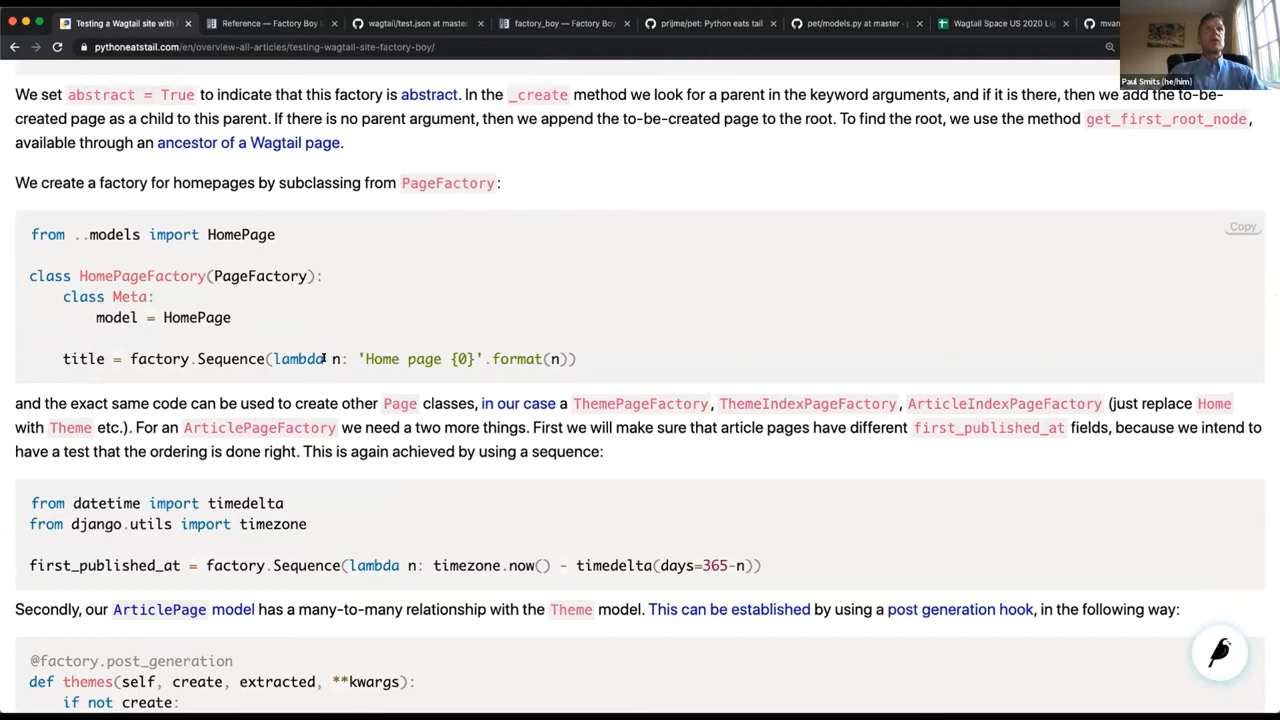 Testing a Wagtail site with
Reference — Factory Boy
wagtail/test.json at master
factory_boy — Factory Boy
prijme/pet: Python eats tail
pet/models.py at master
Wagtail Space US 2020 Lig
mvan
pythoneatstail.com/en/overview-all-articles/testing-wagtail-site-factory-boy/
Paul Smits (he/him)
We set abstract = True to indicate that this factory is abstract. In the _create method we look for a parent in the keyword arguments, and if it is there, then we add the to-be-
created page as a child to this parent. If there is no parent argument, then we append the to-be-created page to the root. To find the root, we use the method get_first_root_node,
available through an ancestor of a Wagtail page.
We create a factory for homepages by subclassing from PageFactory:
Copy
from ..models import HomePage
class HomePageFactory(PageFactory):
    class Meta:
        model = HomePage
    title = factory.Sequence(lambda n: 'Home page {0}'.format(n))
and the exact same code can be used to create other Page classes, in our case a ThemePageFactory, ThemeIndexPageFactory, ArticleIndexPageFactory (just replace Home
with Theme etc.). For an ArticlePageFactory we need a two more things. First we will make sure that article pages have different first_published_at fields, because we intend to
have a test that the ordering is done right. This is again achieved by using a sequence:
from datetime import timedelta
from django.utils import timezone
first_published_at = factory.Sequence(lambda n: timezone.now() - timedelta(days=365-n))
Secondly, our ArticlePage model has a many-to-many relationship with the Theme model. This can be established by using a post generation hook, in the following way:
@factory.post_generation
def themes(self, create, extracted, **kwargs):
    if not create: